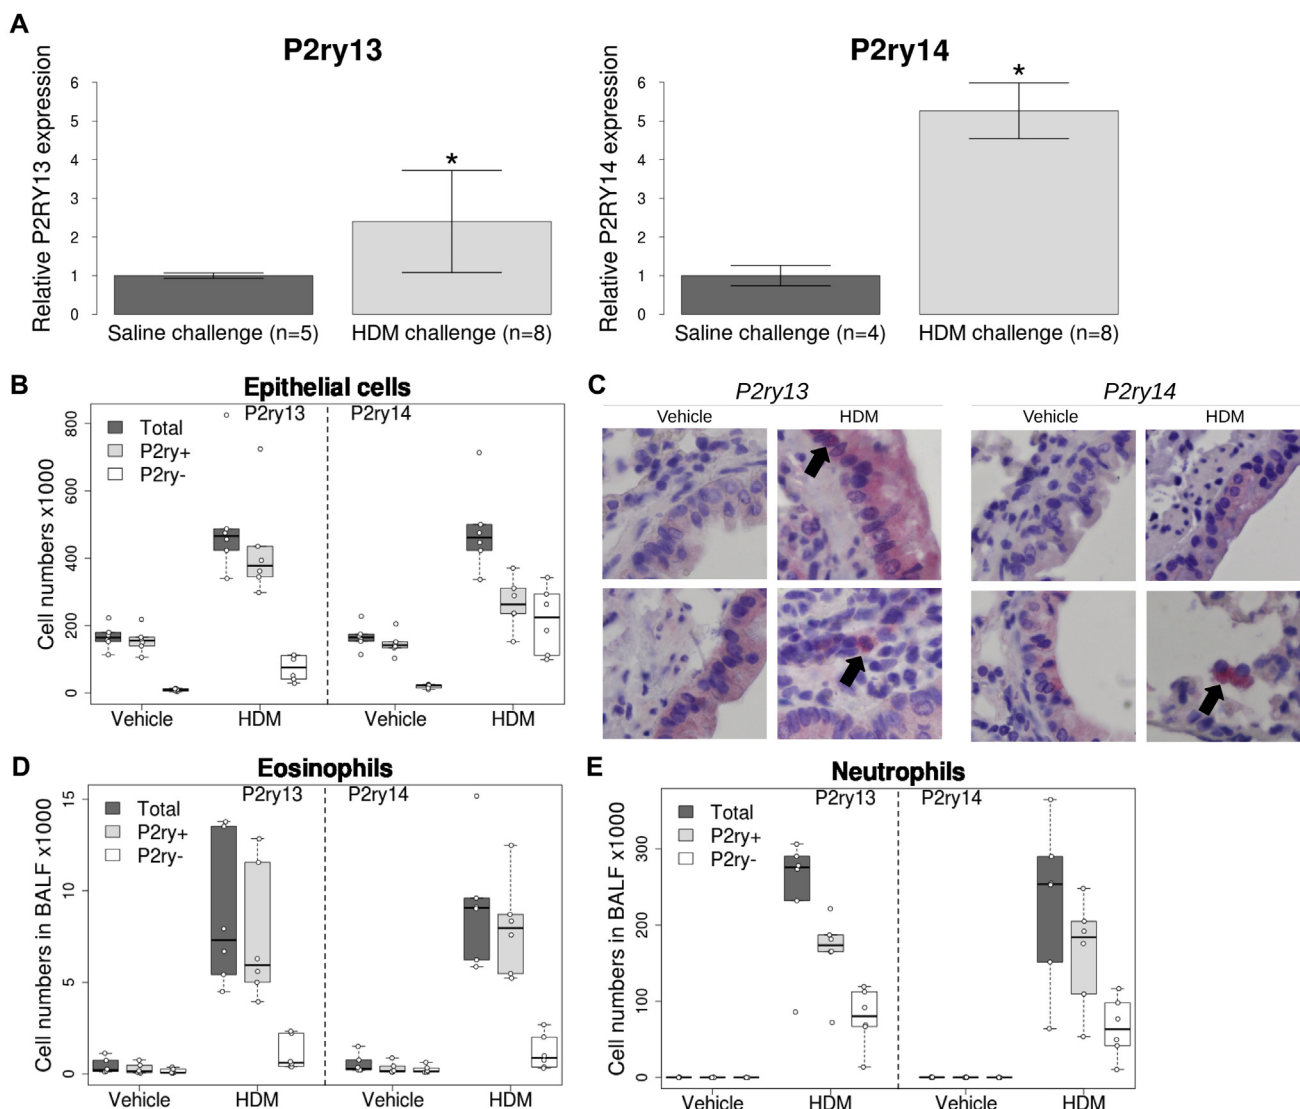 A
P2ry13
P2ry14
Relative P2RY13 expression
6
5
4
3
2
1
0
Saline challenge (n=5)
HDM challenge (n=8)
*
Relative P2RY14 expression
6
5
4
3
2
1
0
Saline challenge (n=4)
HDM challenge (n=8)
*
B
Epithelial cells
P2ry13
P2ry14
Total
P2ry+
P2ry-
Cell numbers x1000
800
600
400
200
0
Vehicle
HDM
Vehicle
HDM
C
P2ry13
P2ry14
Vehicle
HDM
Vehicle
HDM
D
Eosinophils
P2ry13
P2ry14
Total
P2ry+
P2ry-
Cell numbers in BALF x1000
15
10
5
0
Vehicle
HDM
Vehicle
HDM
E
Neutrophils
P2ry13
P2ry14
Total
P2ry+
P2ry-
Cell numbers in BALF x1000
300
200
100
0
Vehicle
HDM
Vehicle
HDM